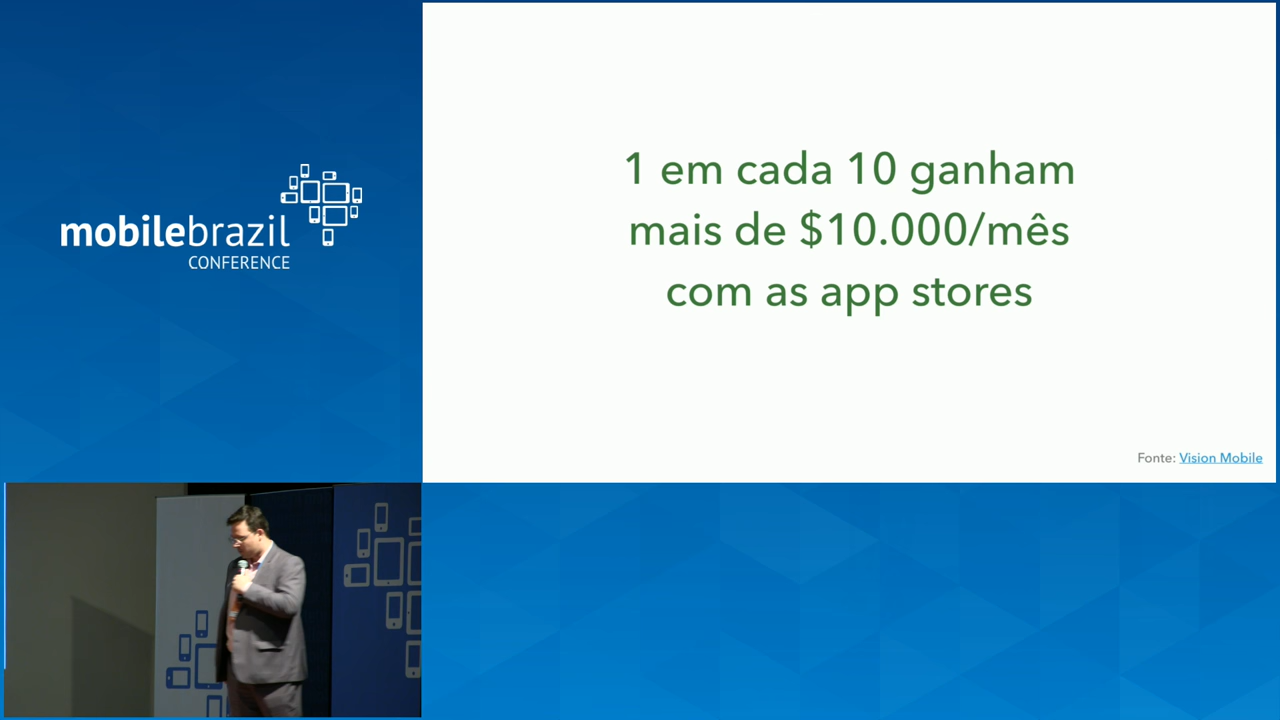 mobilebrazil
CONFERENCE
1 em cada 10 ganham
mais de $10.000/mês
com as app stores
Fonte: Vision Mobile